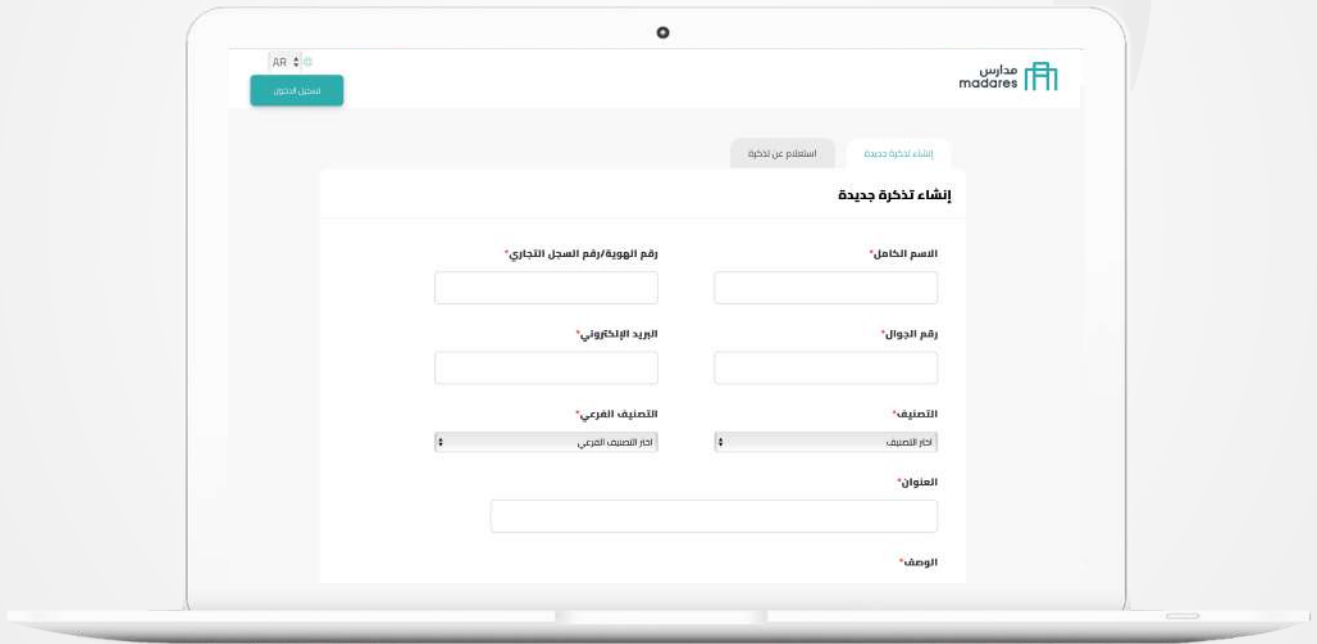 مدارس
madares
AR
تسجيل الدخول
إنشاء تذكرة جديدة
استعلام عن تذكرة
إنشاء تذكرة جديدة
الاسم الكامل*
رقم الهوية/رقم السجل التجاري*
رقم الجوال*
البريد الإلكتروني*
التصنيف*
التصنيف الفرعي*
اختر التصنيف
اختر التصنيف الفرعي
العنوان*
الوصف*